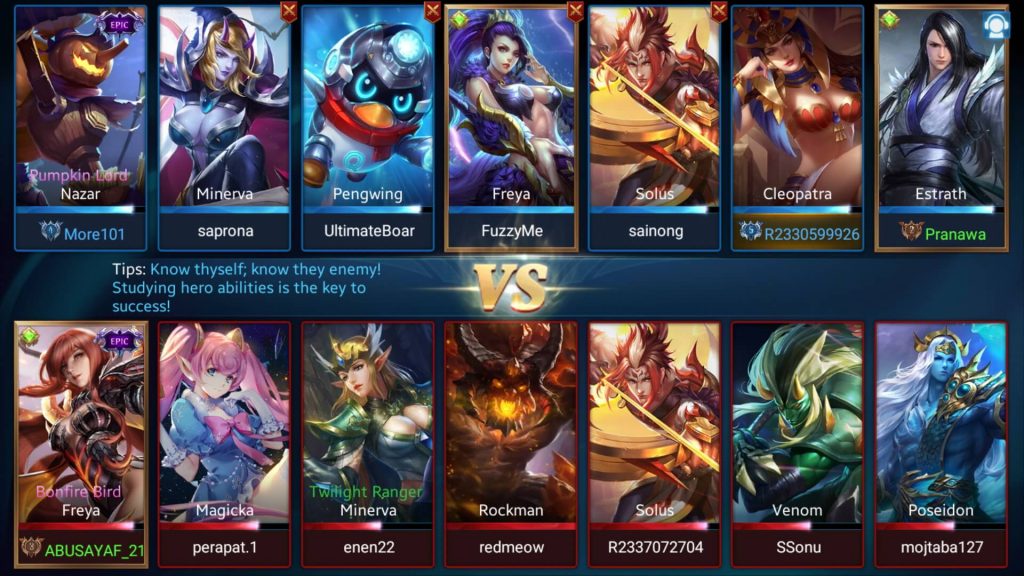 EPIC
Pumpkin Lord
Nazar
Minerva
Pengwing
Freya
Solus
Cleopatra
Estrath
More101
saprona
UltimateBoar
FuzzyMe
sainong
5
R2330599926
Pranawa
Tips: Know thyself; know they enemy!
Studying hero abilities is the key to
success!
VS
EPIC
Bonfire Bird
Freya
Magicka
Twilight Ranger
Minerva
Rockman
Solus
Venom
Poseidon
ABUSAYAF_21
perapat.1
enen22
redmeow
R2337072704
SSonu
mojtaba127